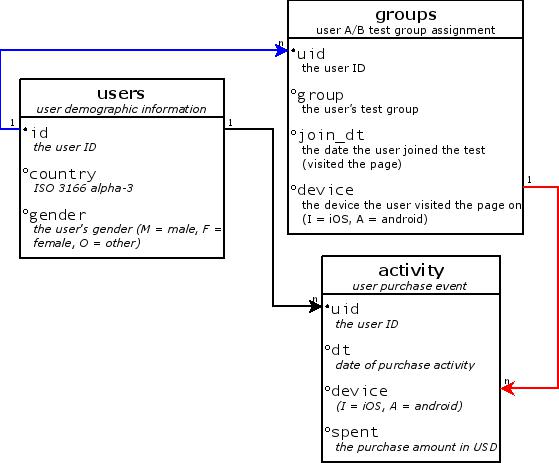 groups
user A/B test group assignment
n
uid
the user ID
group
the user's test group
join_dt
the date the user joined the test
(visited the page)
device
the device the user visited the page on
(I = iOS, A = android)
1
users
user demographic information
1
1
id
the user ID
country
ISO 3166 alpha-3
gender
the user's gender (M = male, F =
female, O = other)
activity
user purchase event
n
uid
the user ID
dt
date of purchase activity
device
(I = iOS, A = android)
n
spent
the purchase amount in USD